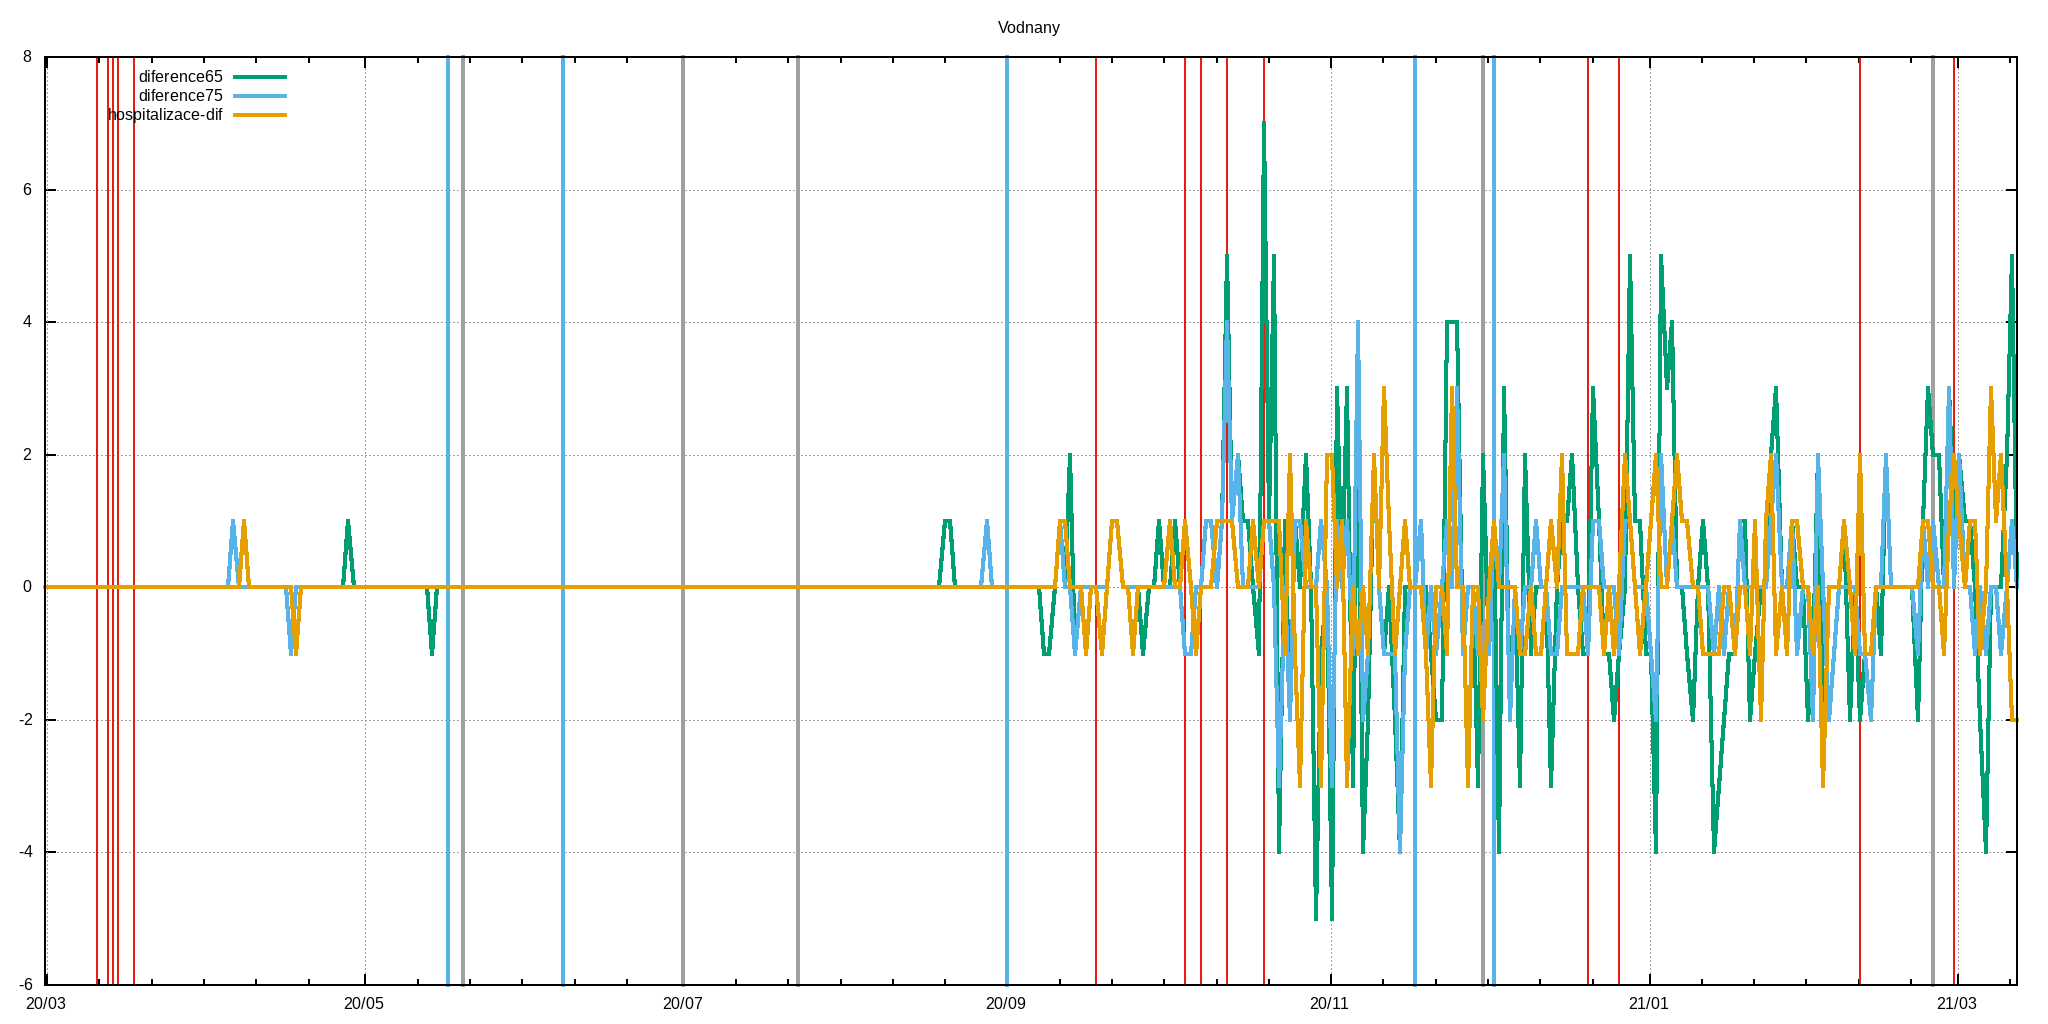 Vodnany
8
diference65
diference75
hospitalizace-dif
6
4
2
0
-2
-4
-6
20/03 20/05 20/07 20/09 20/11 21/01 21/03